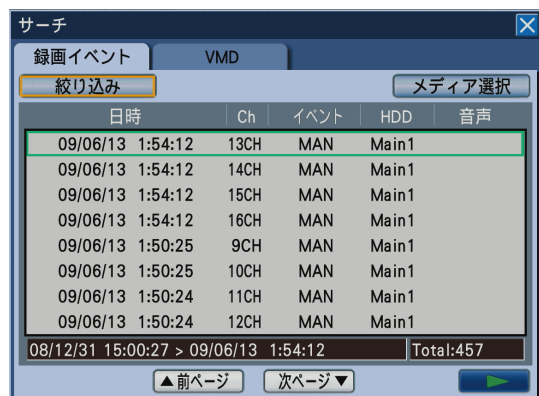 サーチ
録画イベント VMD
絞り込み メディア選択
日時 Ch イベント HDD 音声
09/06/13 1:54:12 13CH MAN Main1
09/06/13 1:54:12 14CH MAN Main1
09/06/13 1:54:12 15CH MAN Main1
09/06/13 1:54:12 16CH MAN Main1
09/06/13 1:50:25 9CH MAN Main1
09/06/13 1:50:25 10CH MAN Main1
09/06/13 1:50:24 11CH MAN Main1
09/06/13 1:50:24 12CH MAN Main1
08/12/31 15:00:27 > 09/06/13 1:54:12 Total:457
▲前ページ 次ページ▼